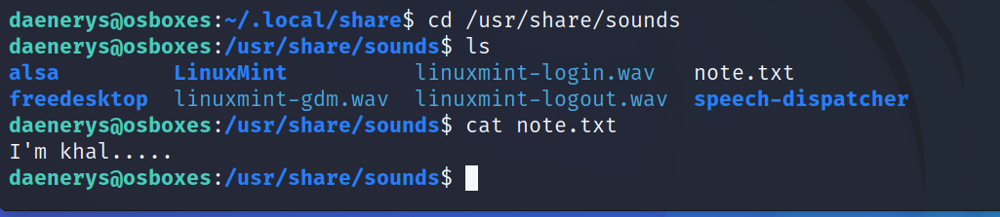 daenerys@osboxes:~/.local/share$ cd /usr/share/sounds
daenerys@osboxes:/usr/share/sounds$ ls
alsa         LinuxMint         linuxmint-login.wav   note.txt
freedesktop  linuxmint-gdm.wav  linuxmint-logout.wav  speech-dispatcher
daenerys@osboxes:/usr/share/sounds$ cat note.txt
I'm khal.....
daenerys@osboxes:/usr/share/sounds$